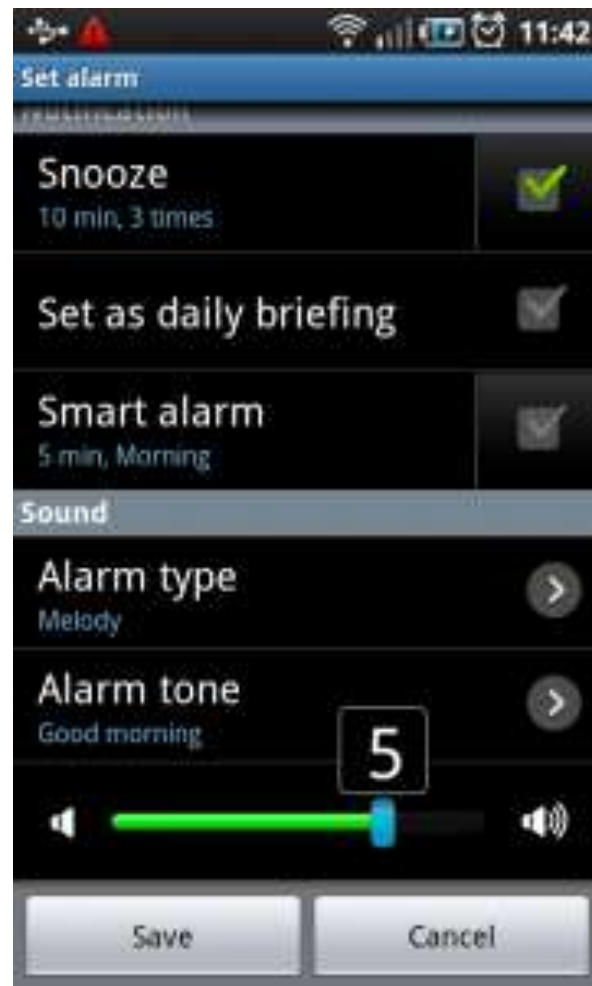 11:42
Set alarm
Notification
Snooze
10 min, 3 times
Set as daily briefing
Smart alarm
5 min, Morning
Sound
Alarm type
Melody
Alarm tone
Good morning
5
Save
Cancel